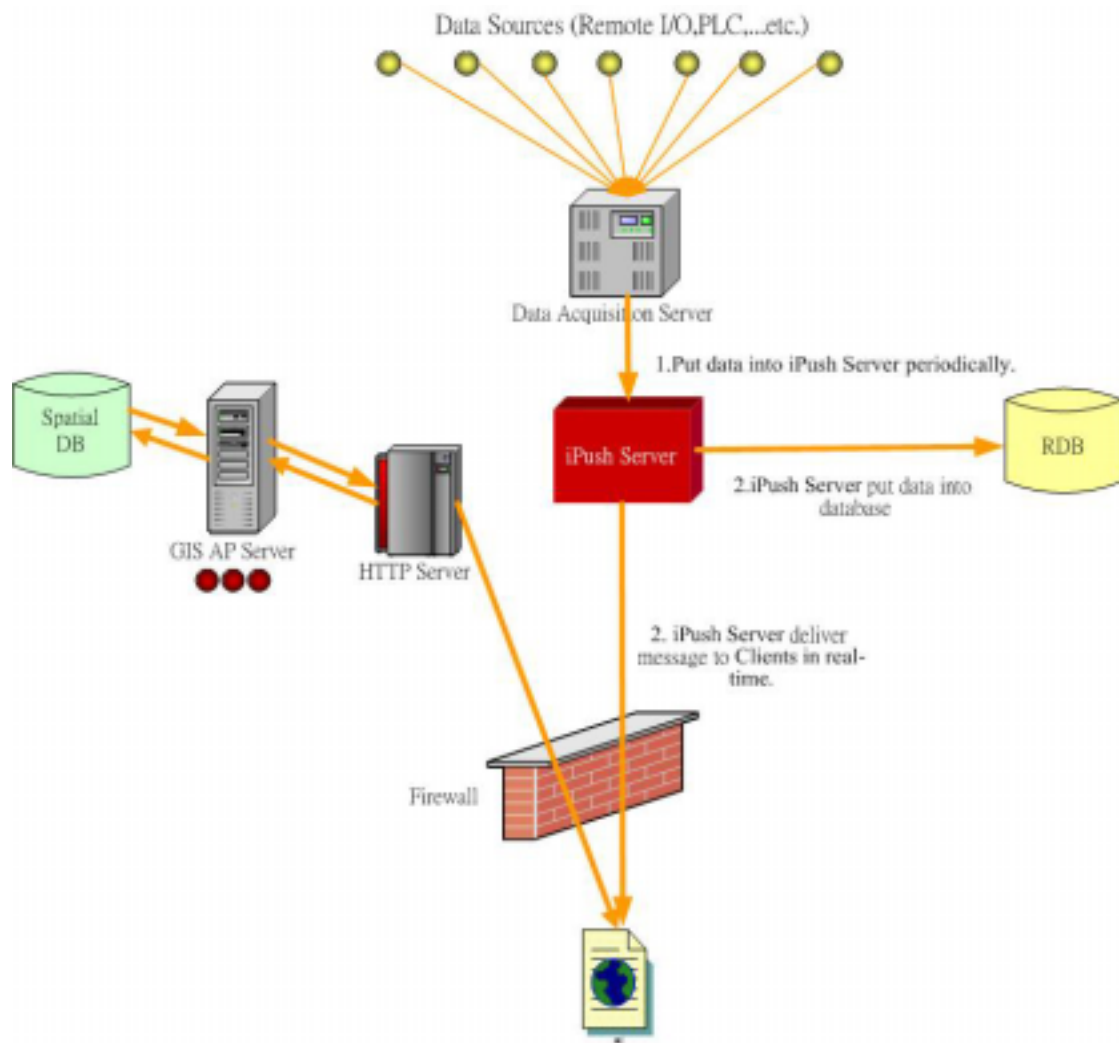 Data Sources (Remote I/O,PLC,...etc.)
Data Acquisition Server
1.Put data into iPush Server periodically.
Spatial
DB
iPush Server
RDB
2.iPush Server put data into
database
GIS AP Server
HTTP Server
2. iPush Server deliver
message to Clients in real-
time.
Firewall